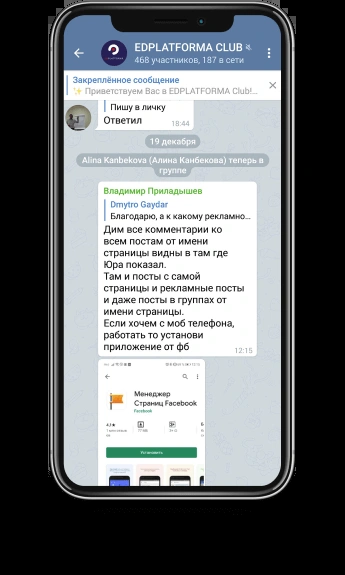 EDPLATFORMA CLUB
468 участников, 187 в сети
Закреплённое сообщение
✨ Приветствуем Вас в EDPLATFORMA Club!...
Пишу в личку
Ответил
18:44
19 декабря
Alina Kanbekova (Алина Канбекова) теперь в
группе
Владимир Приладышев
Dmytro Gaydar
Благодарю, а к какому рекламно...
Дим все комментарии ко
всем постам от имени
страницы видны в там где
Юра показал.
Там и посты с самой
страницы и рекламные посты
и даже посты в группах от
имени страницы.
Если хочем с моб телефона,
работать то установи
приложение от фб
12:15
Менеджер
Страниц Facebook
Facebook
Установить